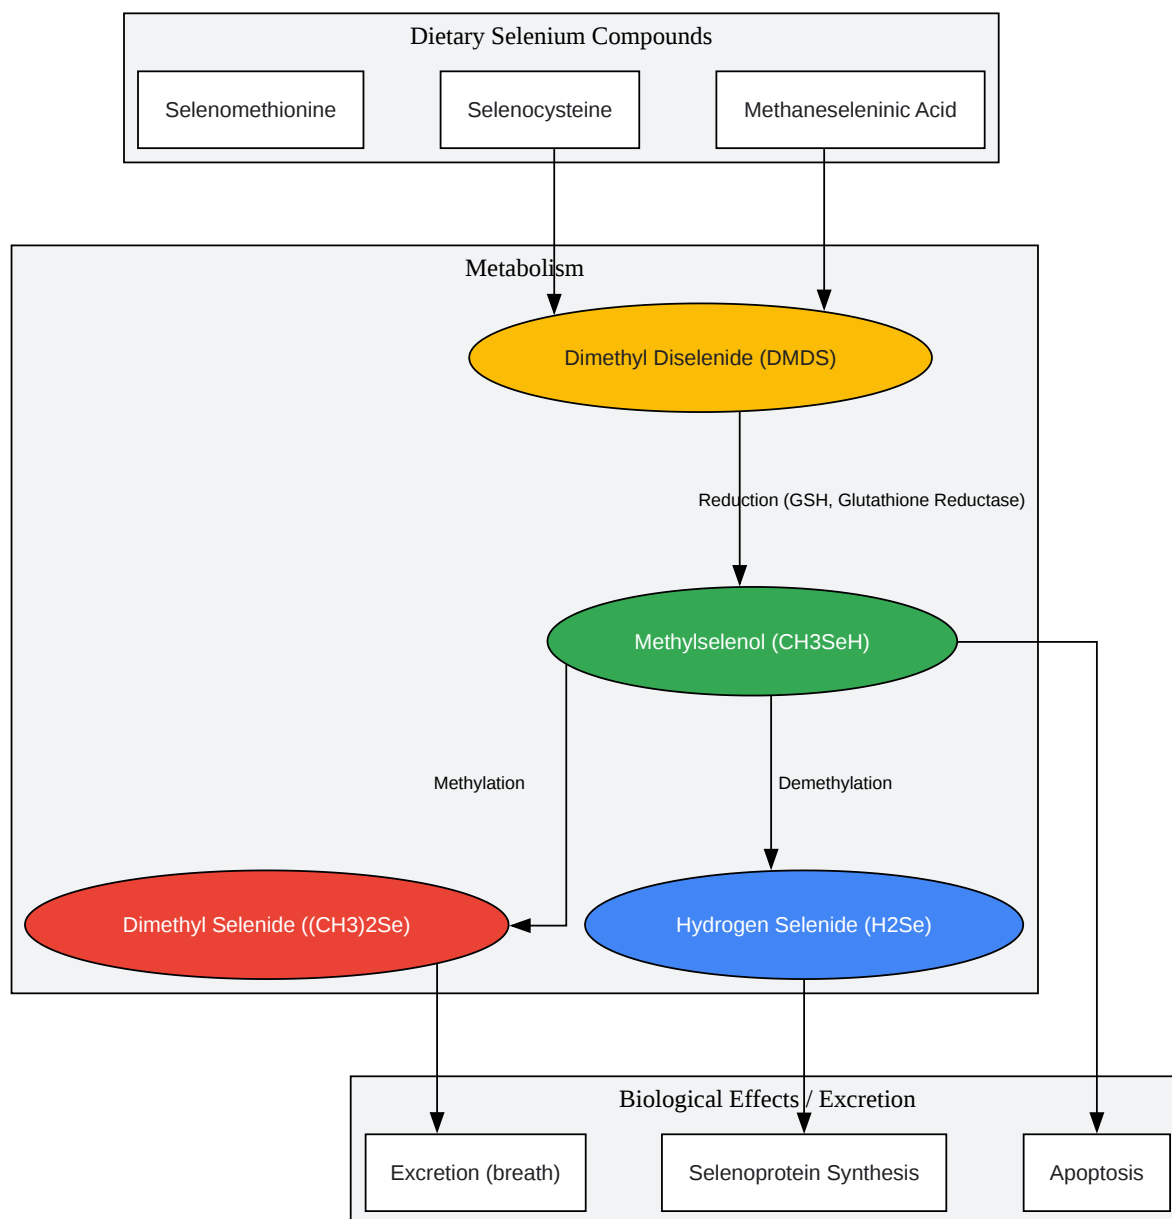 Dietary Selenium Compounds
Selenomethionine
Selenocysteine
Methaneseleninic Acid
Metabolism
Dimethyl Diselenide (DMDS)
Reduction (GSH, Glutathione Reductase)
Methylselenol (CH3SeH)
Methylation
Demethylation
Dimethyl Selenide ((CH3)2Se)
Hydrogen Selenide (H2Se)
Biological Effects / Excretion
Excretion (breath)
Selenoprotein Synthesis
Apoptosis